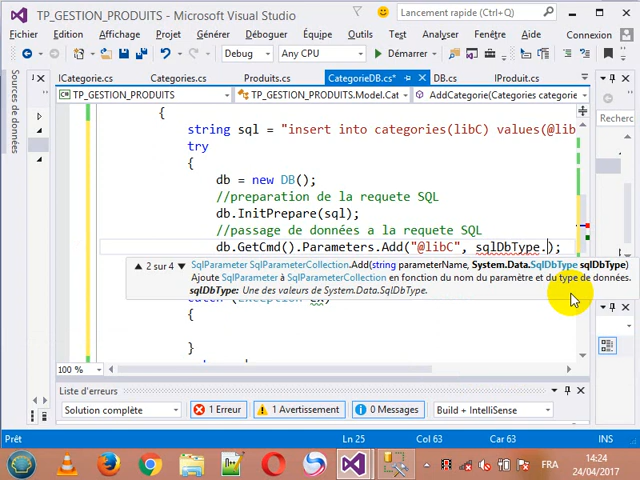 TP_GESTION_PRODUITS - Microsoft Visual Studio
Lancement rapide (Ctrl+Q)
Fichier Edition Affichage Projet Générer Déboguer Equipe Outils Test
Analyser Fenêtre Aide Connexion
Debug Any CPU Démarrer
Sources de données
ICategorie.cs Categories.cs Produits.cs CategorieDB.cs* DB.cs IProduit.cs
TP_GESTION_PRODUITS TP_GESTION_PRODUITS.Model.Cat AddCategorie(Categories categorie
Recherc
{
string sql = "insert into categories(libC) values(@lib
try
{
db = new DB();
//preparation de la requete SQL
db.InitPrepare(sql);
//passage de données a la requete SQL
db.GetCmd().Parameters.Add("@libC", sqlDbType.);
2 sur 4 SqlParameter SqlParameterCollection.Add(string parameterName, System.Data.SqlDbType sqlDbType)
Ajoute SqlParameter à SqlParameterCollection en fonction du nom du paramètre et du type de données.
sqlDbType: Une des valeurs de System.Data.SqlDbType.
{
}
100 %
Liste d'erreurs
Solution complète 1 Erreur 1 Avertissement 0 Messages Build + IntelliSense
Prêt Ln 25 Col 63 Car 63 INS
FR
14:24
24/04/2017